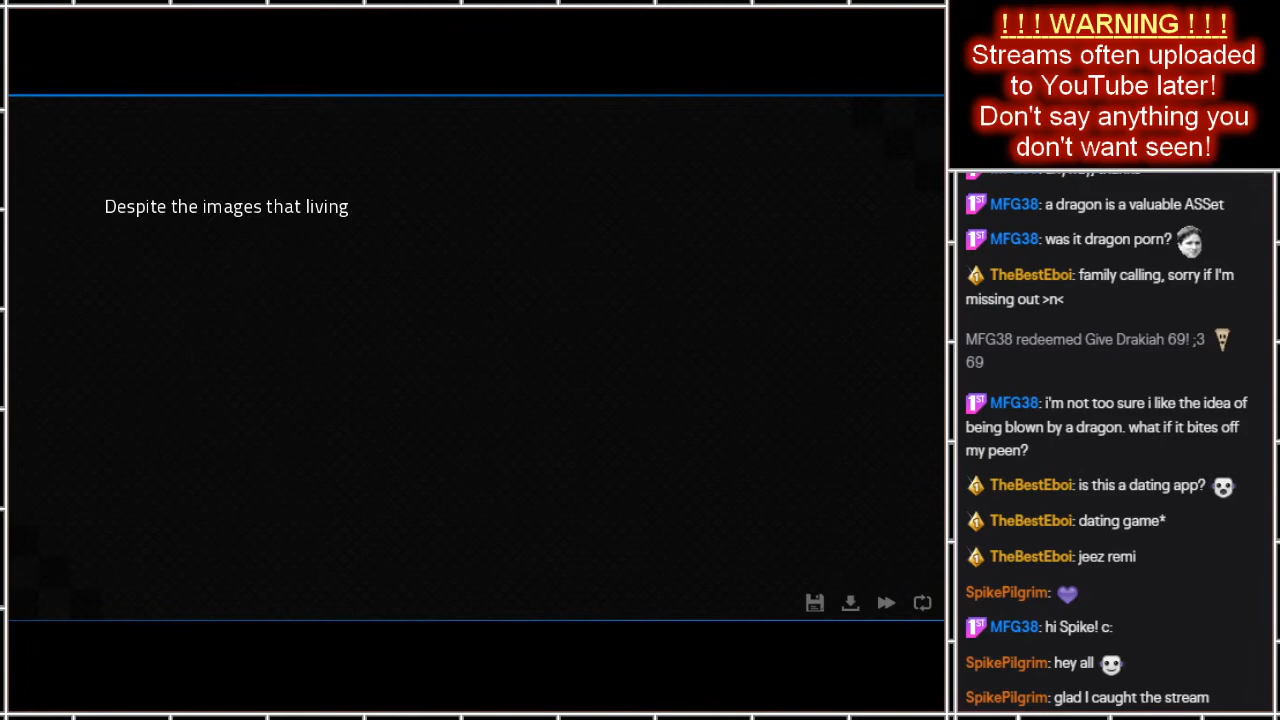 Despite the images that living
! ! ! WARNING ! ! !
Streams often uploaded
to YouTube later!
Don't say anything you
don't want seen!
MFG38: a dragon is a valuable ASSet
MFG38: was it dragon porn?
TheBestEboi: family calling, sorry if I'm
missing out >n<
MFG38 redeemed Give Drakiah 69! ;3
69
MFG38: i'm not too sure i like the idea of
being blown by a dragon. what if it bites off
my peen?
TheBestEboi: is this a dating app?
TheBestEboi: dating game*
TheBestEboi: jeez remi
SpikePilgrim:
MFG38: hi Spike! c:
SpikePilgrim: hey all
SpikePilgrim: glad I caught the stream